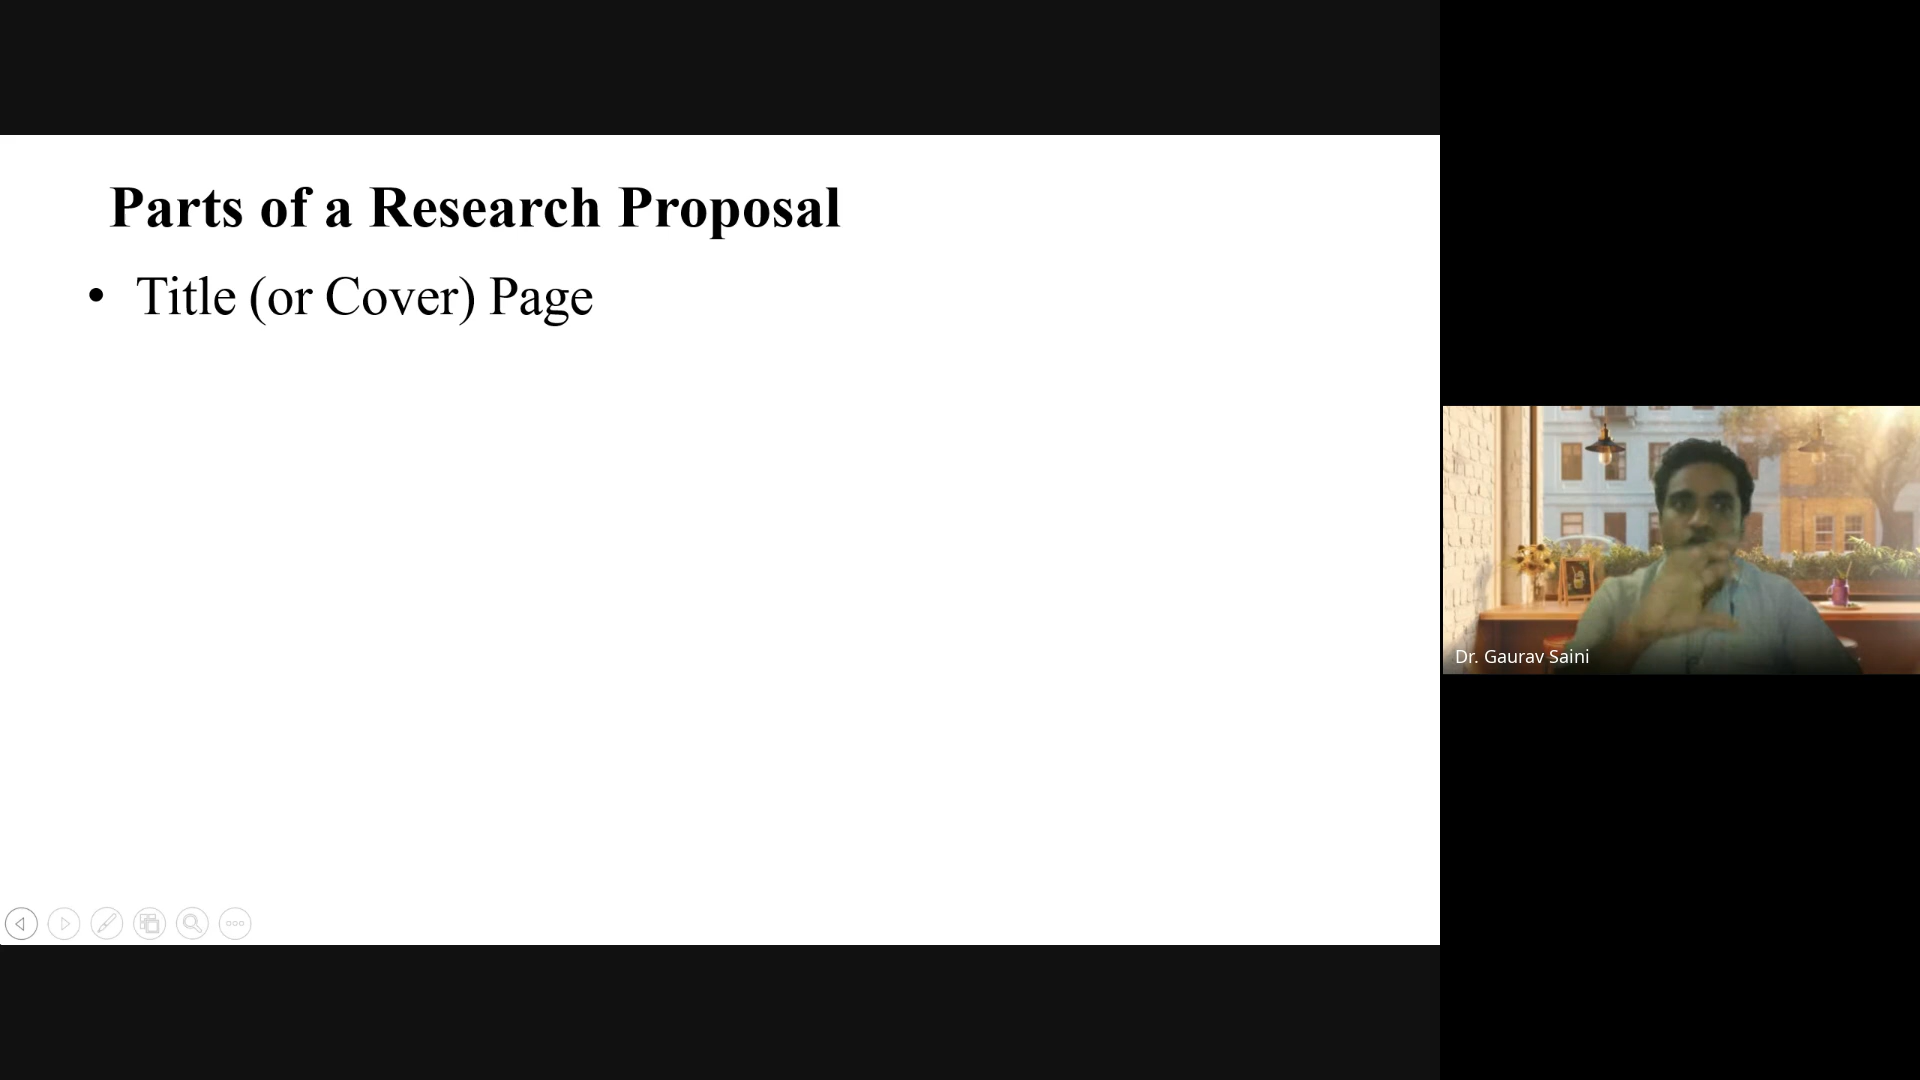 Parts of a Research Proposal
• Title (or Cover) Page
Dr. Gaurav Saini